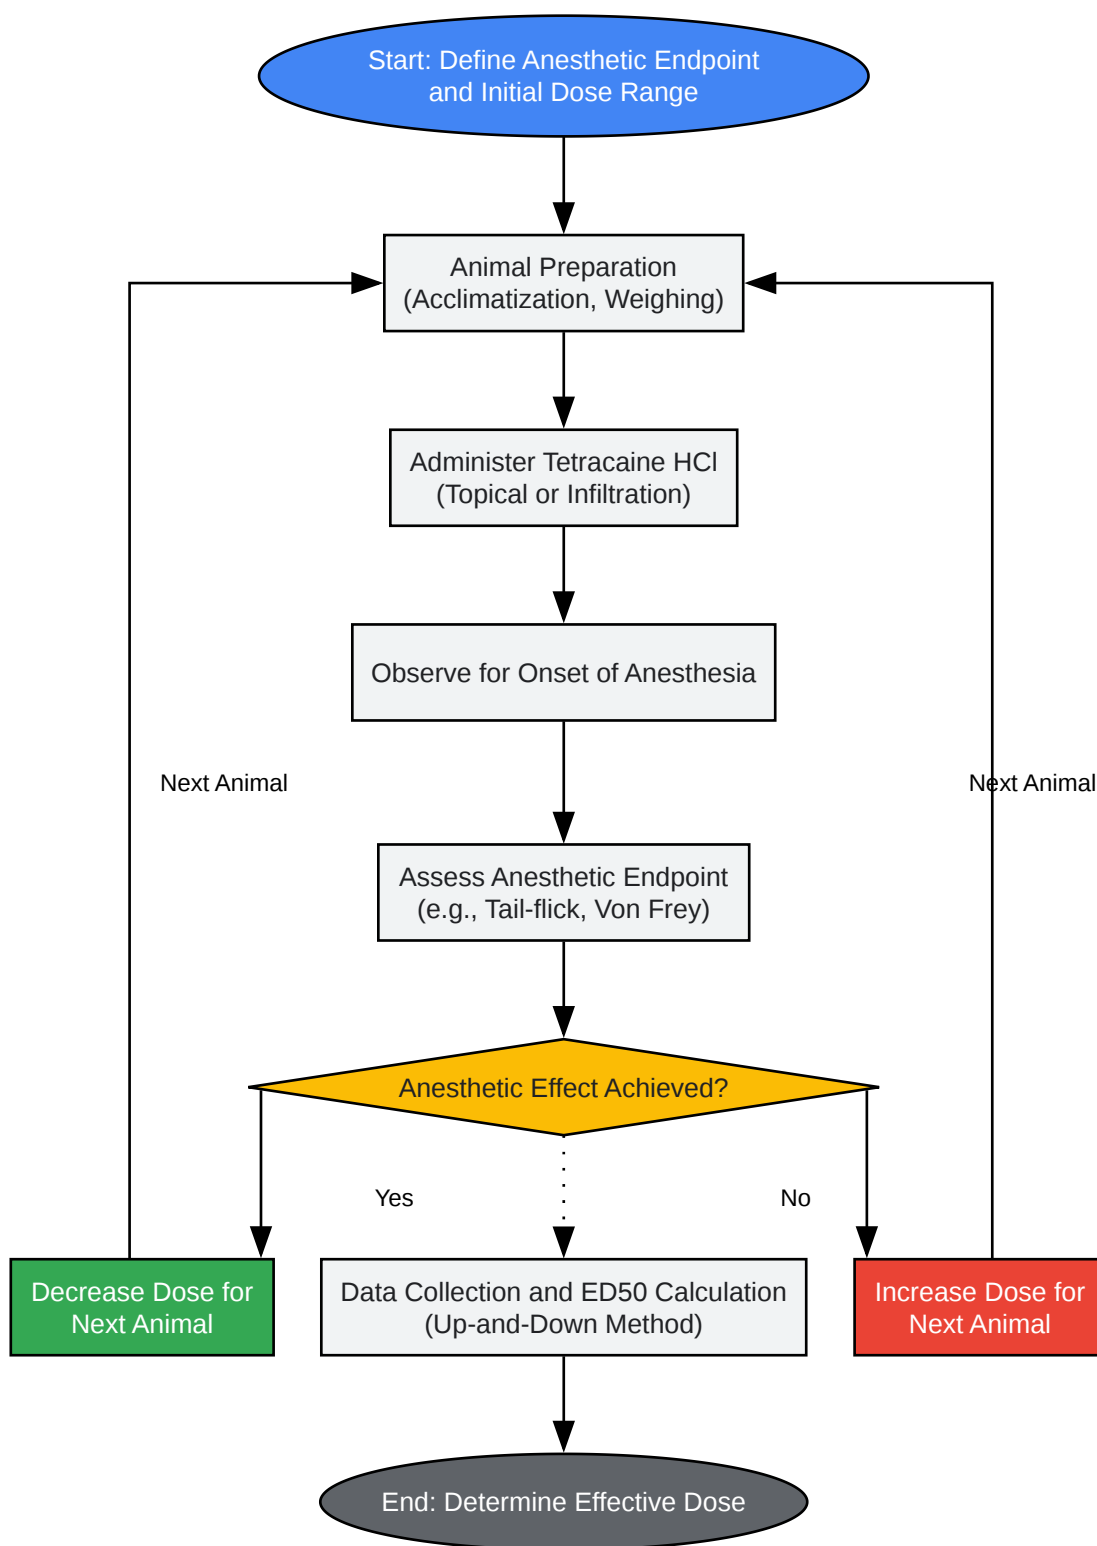 Start: Define Anesthetic Endpoint
and Initial Dose Range
Animal Preparation
(Acclimatization, Weighing)
Administer Tetracaine HCl
(Topical or Infiltration)
Observe for Onset of Anesthesia
Next Animal
Next Animal
Assess Anesthetic Endpoint
(e.g., Tail-flick, Von Frey)
Anesthetic Effect Achieved?
Yes
No
Decrease Dose for
Next Animal
Data Collection and ED50 Calculation
(Up-and-Down Method)
Increase Dose for
Next Animal
End: Determine Effective Dose